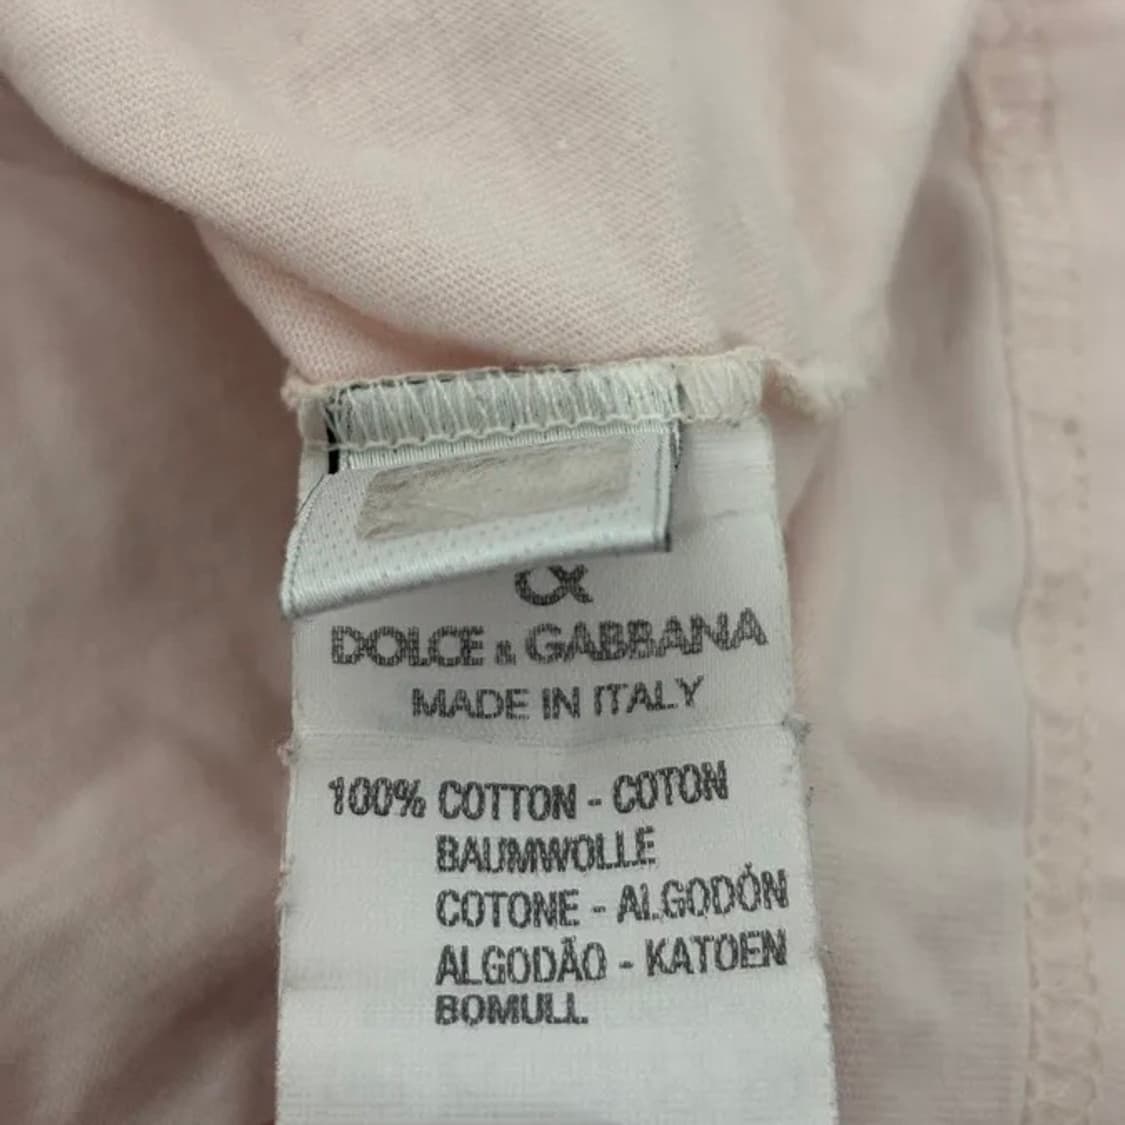 DOLCE & GABBANA
MADE IN ITALY
100% COTTON - COTON
BAUMWOLLE
COTONE - ALGODÓN
ALGODÃO - KATOEN
BOMULL